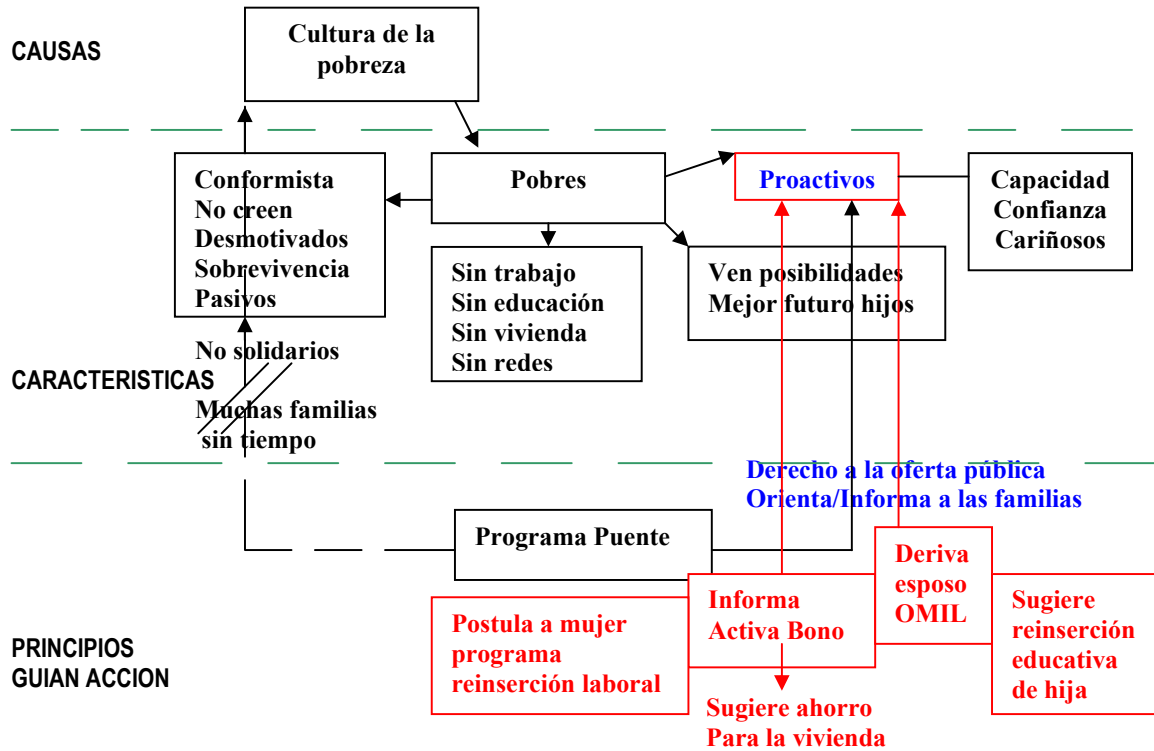 CAUSAS
Cultura de la
pobreza
Conformista
No creen
Desmotivados
Sobrevivencia
Pasivos
Pobres
Proactivos
Capacidad
Confianza
Cariñosos
Sin trabajo
Sin educación
Sin vivienda
Sin redes
Ven posibilidades
Mejor futuro hijos
No solidarios
CARACTERISTICAS
Muchas familias
sin tiempo
Derecho a la oferta pública
Orienta/Informa a las familias
Programa Puente
PRINCIPIOS
GUIAN ACCION
Postula a mujer
programa
reinserción laboral
Informa
Activa Bono
Deriva
esposo
OMIL
Sugiere
reinserción
educativa
de hija
Sugiere ahorro
Para la vivienda